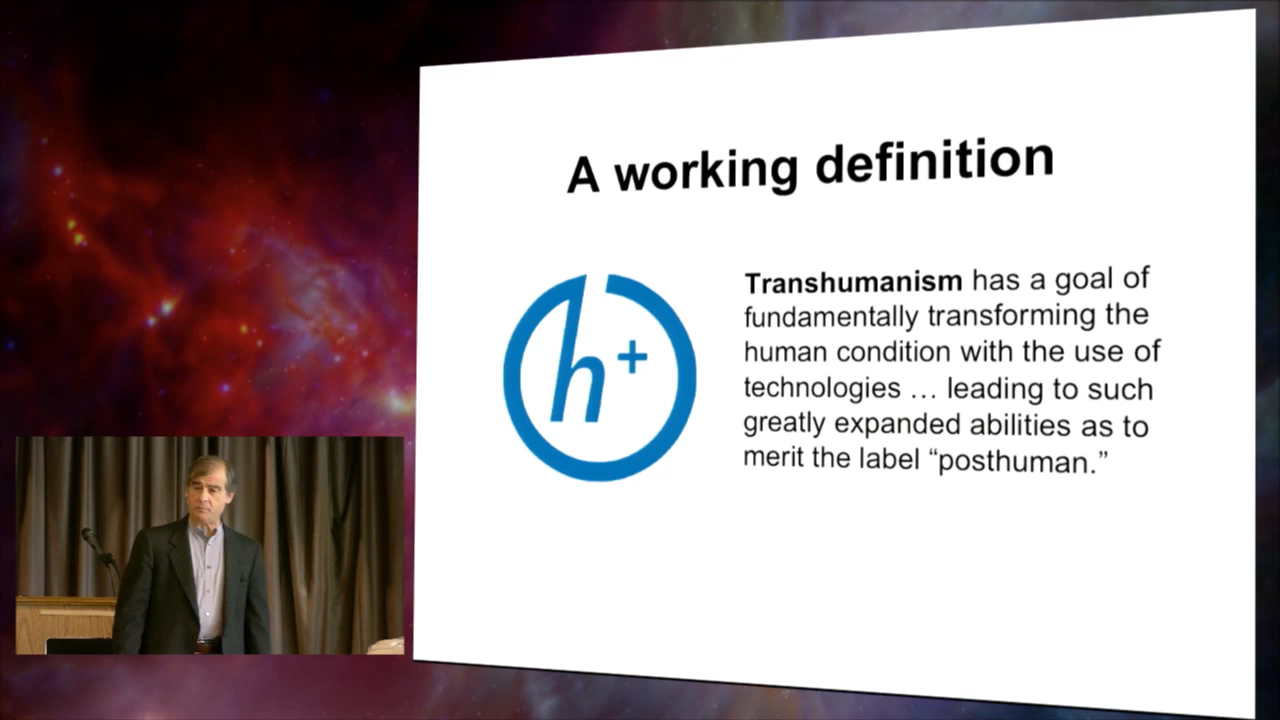 A working definition
h+
Transhumanism has a goal of
fundamentally transforming the
human condition with the use of
technologies … leading to such
greatly expanded abilities as to
merit the label “posthuman.”